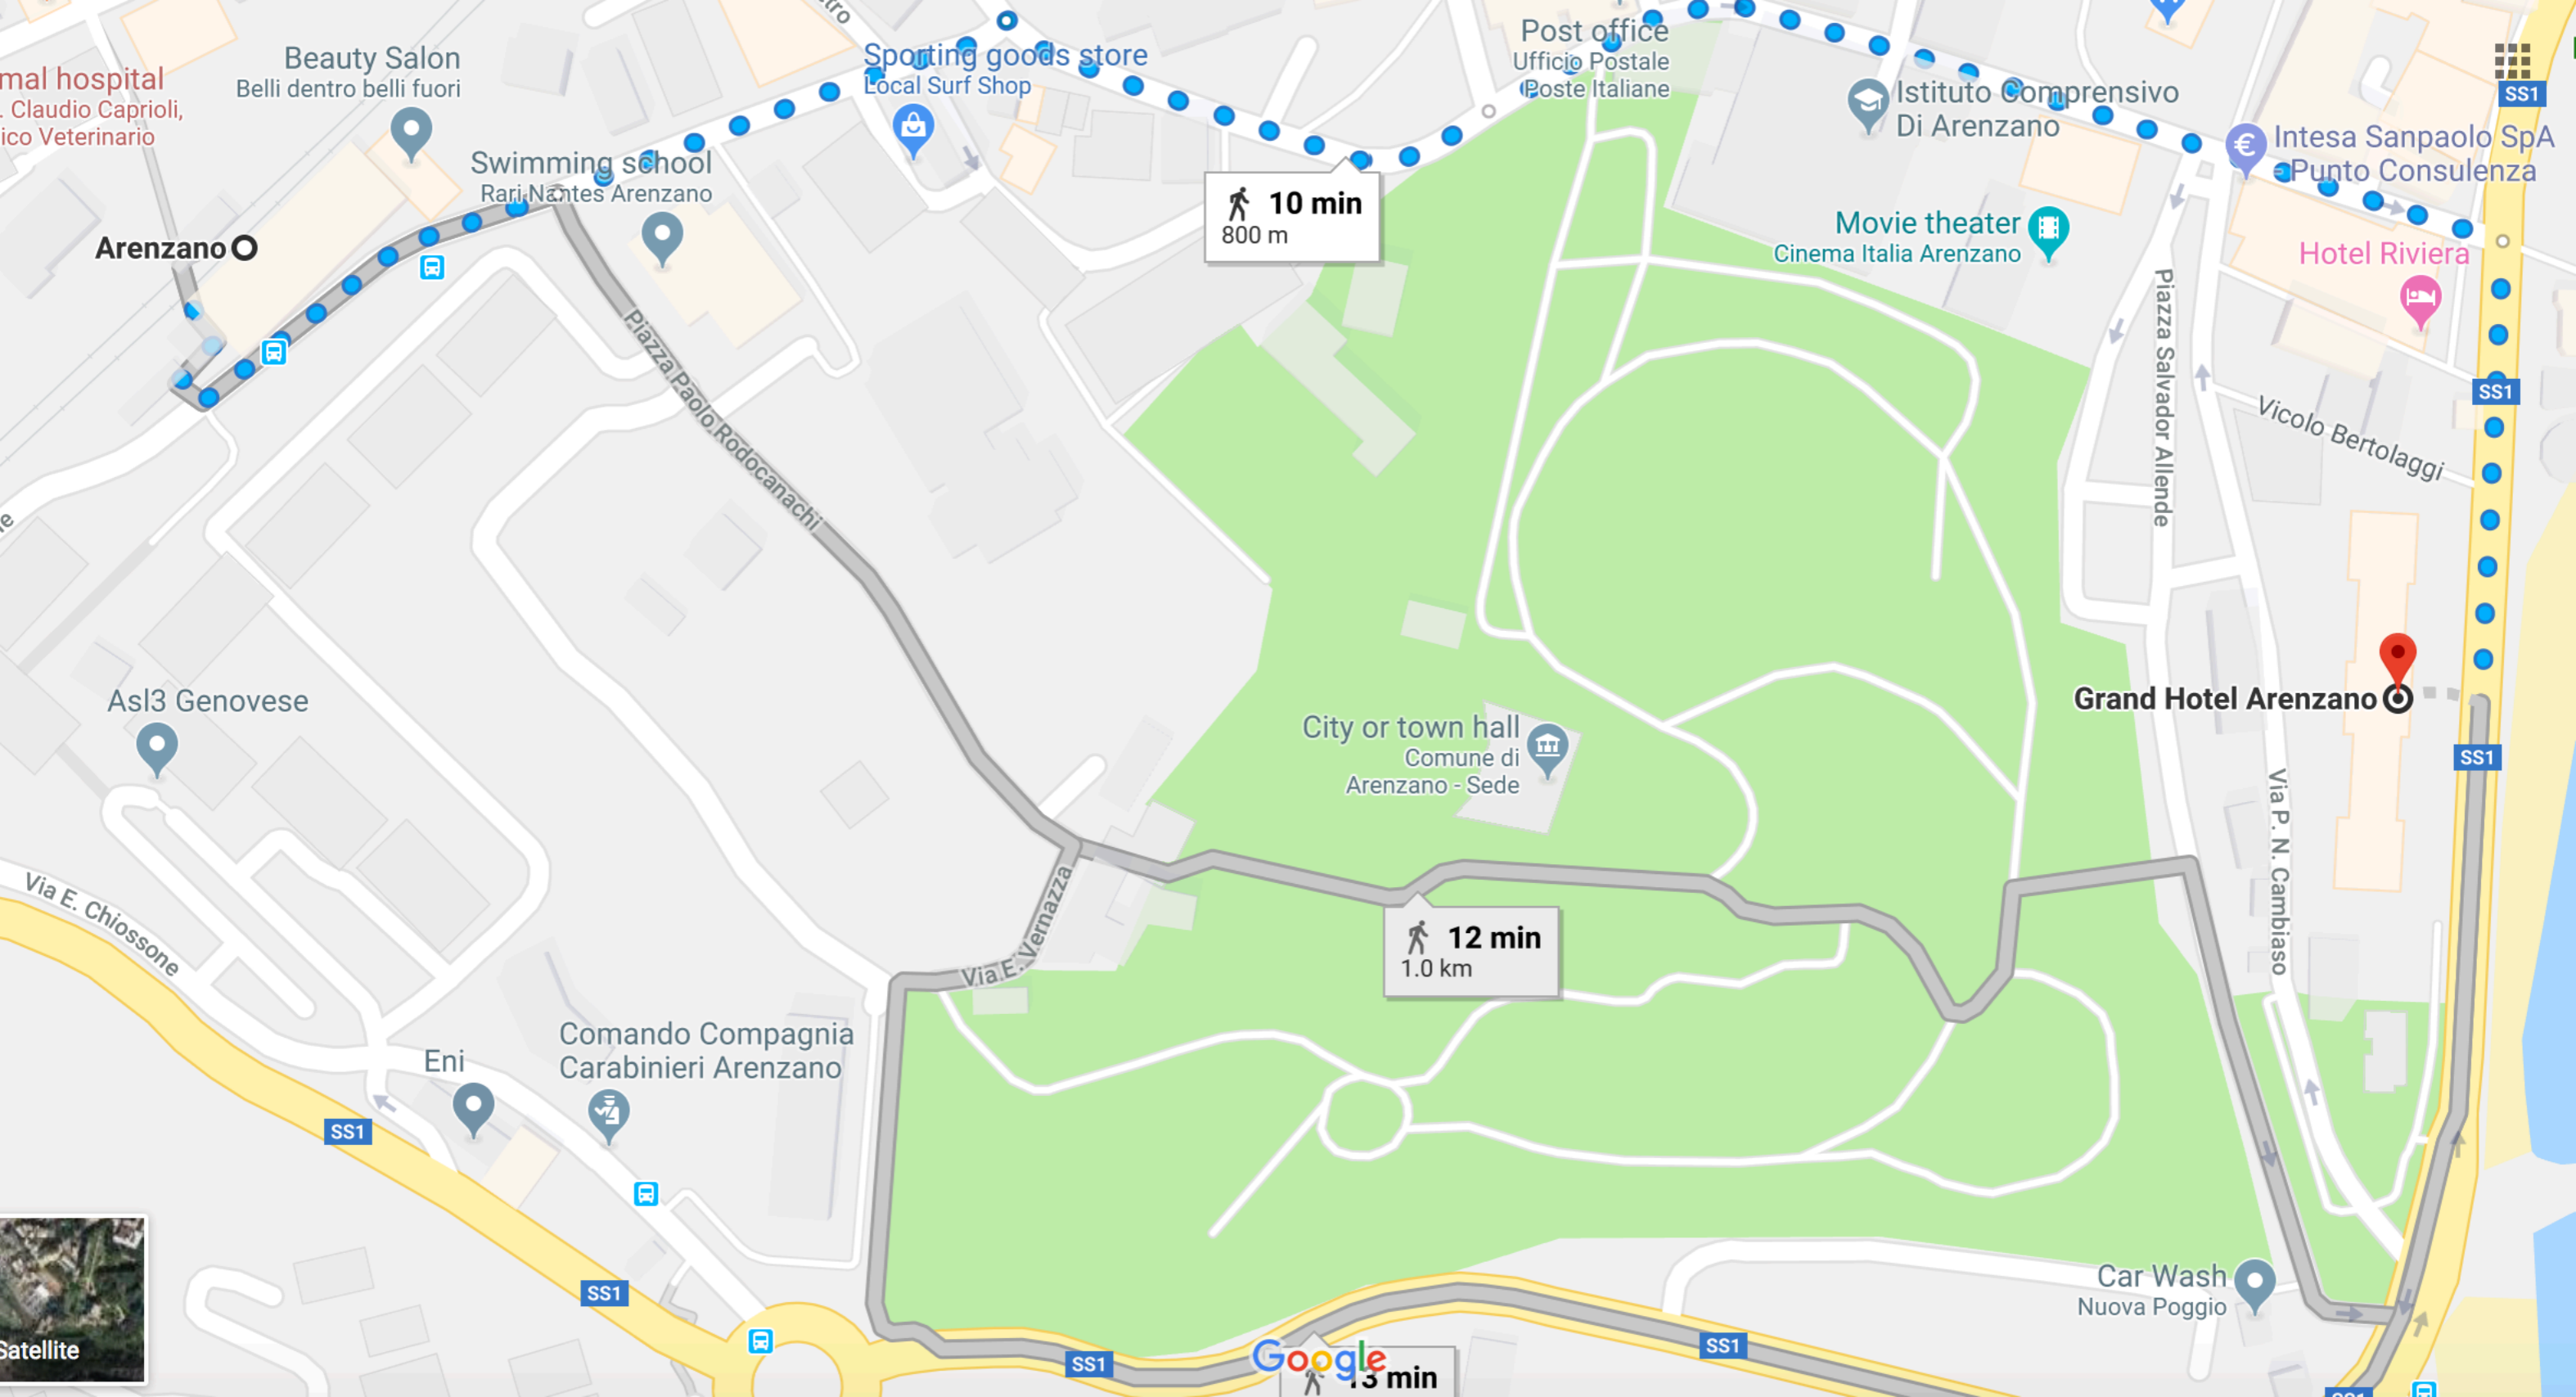 Beauty Salon
Belli dentro belli fuori
mal hospital
. Claudio Caprioli,
ico Veterinario
tro
Sporting goods store
Local Surf Shop
Post office
Ufficio Postale
Poste Italiane
Istituto Comprensivo
Di Arenzano
SS1
Intesa Sanpaolo SpA
- Punto Consulenza
Swimming school
Rari Nantes Arenzano
10 min
800 m
Movie theater
Cinema Italia Arenzano
Hotel Riviera
Arenzano
Piazza Paolo Rodocanachi
Piazza Salvador Allende
SS1
Vicolo Bertolaggi
Asl3 Genovese
City or town hall
Comune di
Arenzano - Sede
Grand Hotel Arenzano
SS1
Via P. N. Cambiaso
Via E. Chiossone
Via E. Vernazza
12 min
1.0 km
Comando Compagnia
Carabinieri Arenzano
Eni
SS1
SS1
Car Wash
Nuova Poggio
Satellite
SS1
SS1
Google
13 min
SS1